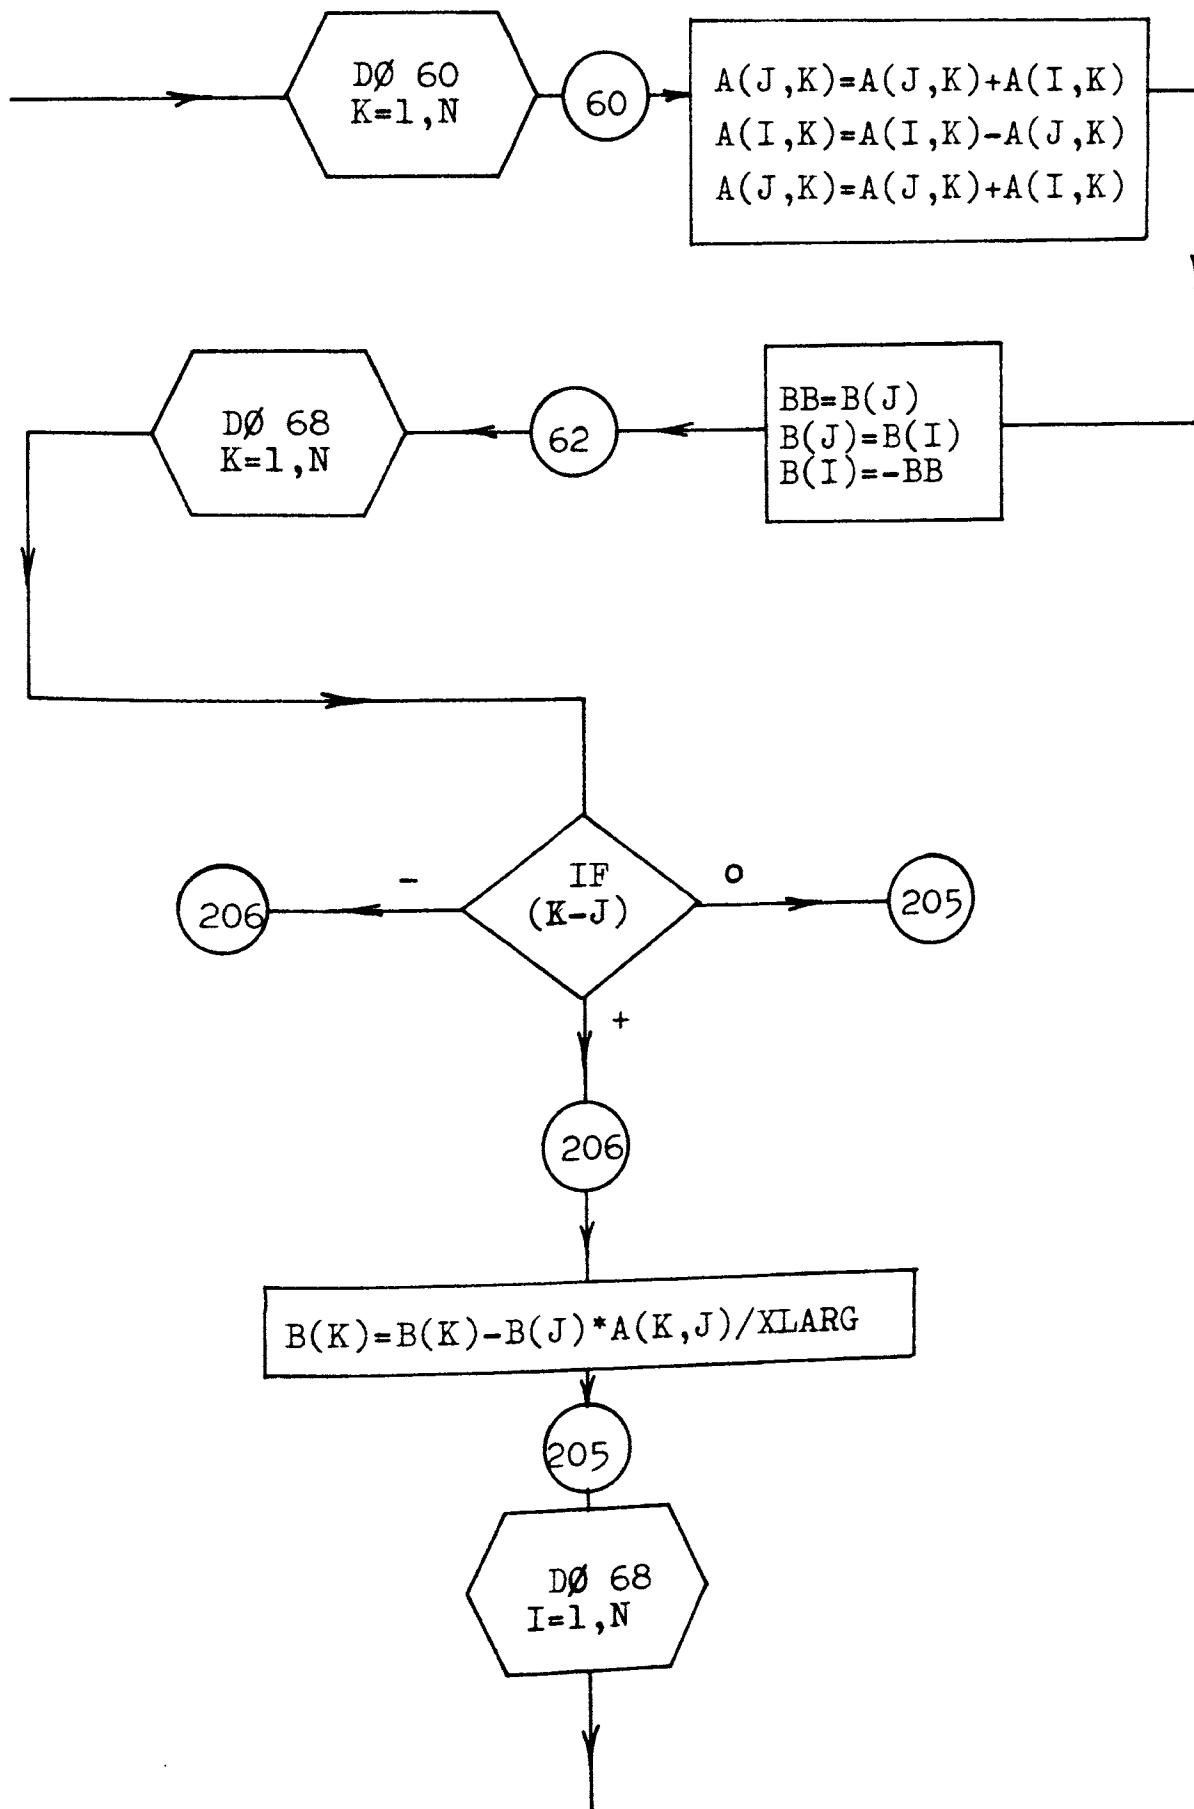 DØ 60
K=1,N
60
A(J,K)=A(J,K)+A(I,K)
A(I,K)=A(I,K)-A(J,K)
A(J,K)=A(J,K)+A(I,K)
DØ 68
K=1,N
62
BB=B(J)
B(J)=B(I)
B(I)=-BB
206
-
IF
(K-J)
0
205
+
206
B(K)=B(K)-B(J)*A(K,J)/XLARG
205
DØ 68
I=1,N